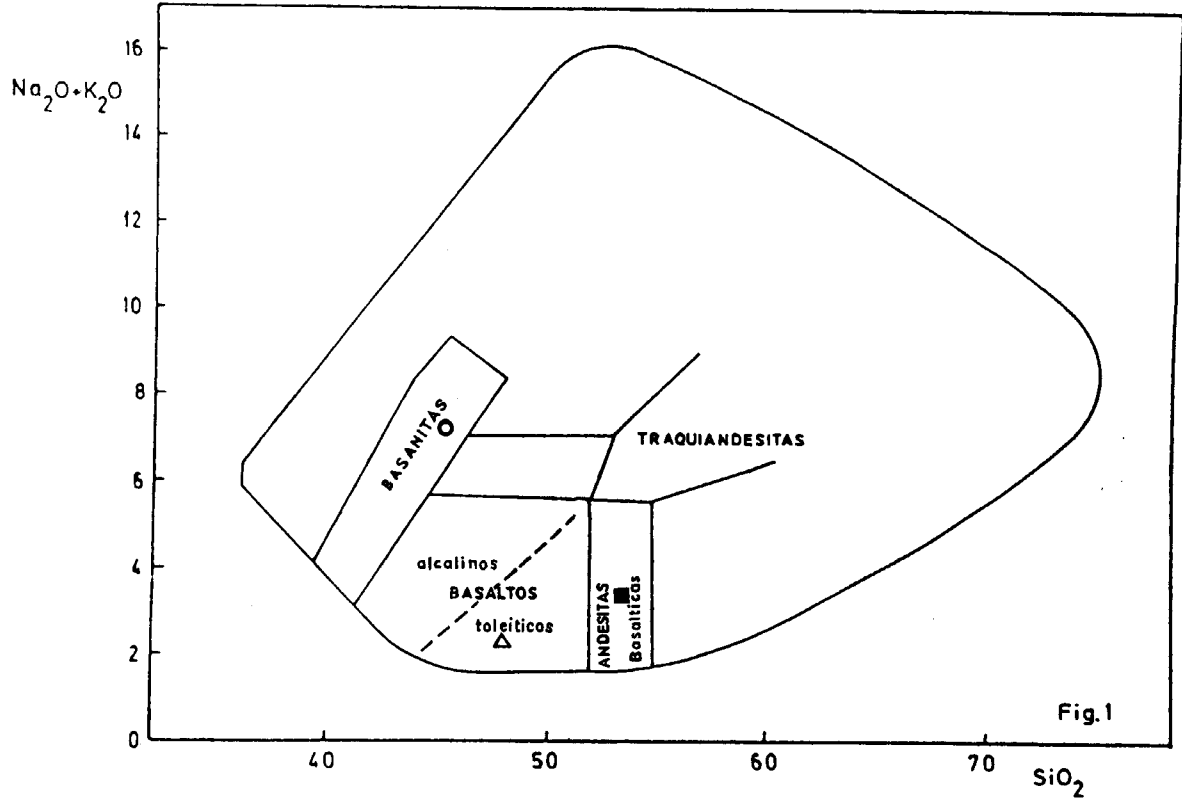 Na₂O+K₂O
16
14
12
10
8
6
4
2
0
BASANITAS
TRAQUIANDESITAS
alcalinos
BASALTOS
toleíticos
ANDESITAS
Basalticas
Fig.1
40
50
60
70
SiO₂